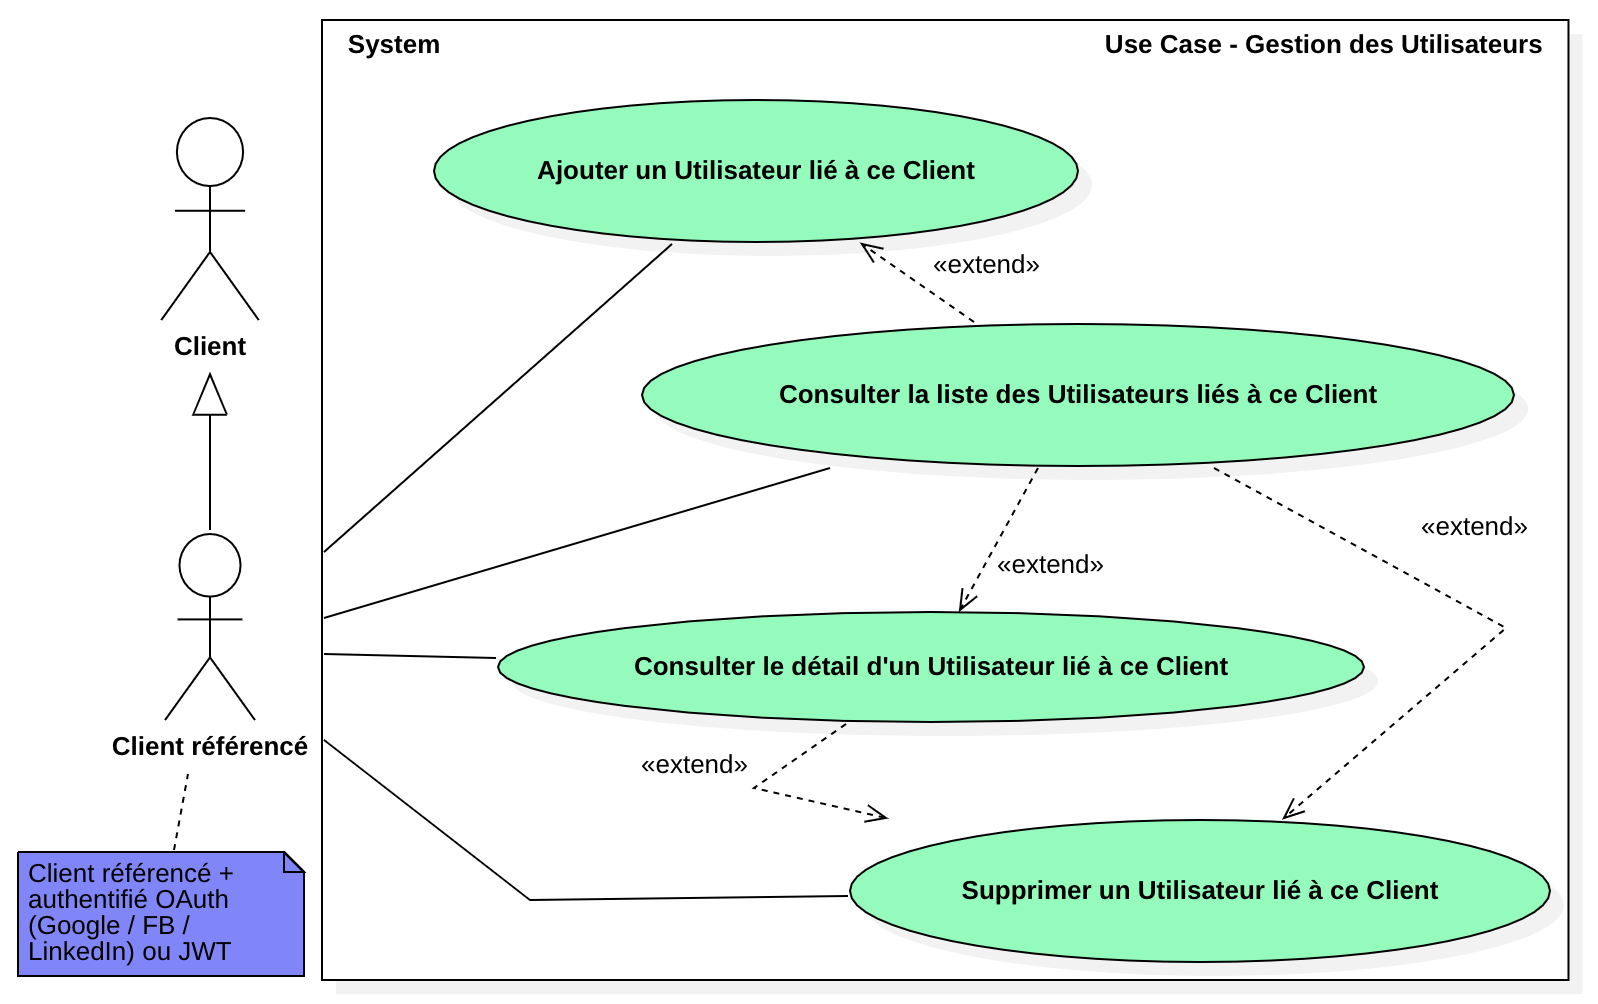 System
Use Case - Gestion des Utilisateurs
Ajouter un Utilisateur lié à ce Client
«extend»
Client
Consulter la liste des Utilisateurs liés à ce Client
«extend»
«extend»
Consulter le détail d'un Utilisateur lié à ce Client
Client référencé
«extend»
Client référencé +
authentifié OAuth
(Google / FB /
LinkedIn) ou JWT
Supprimer un Utilisateur lié à ce Client